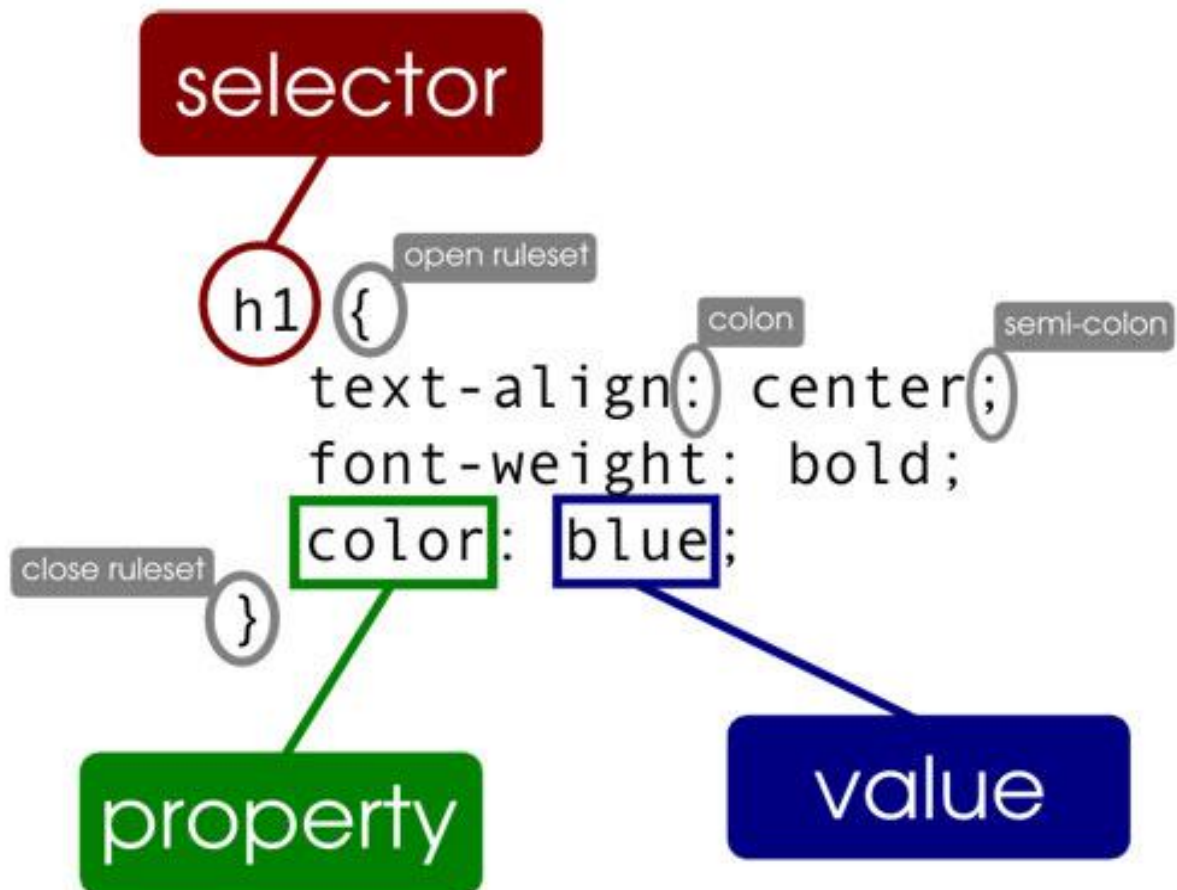 selector
open ruleset
h1 {
colon
semi-colon
text-align: center;
font-weight: bold;
color: blue;
close ruleset
}
property
value